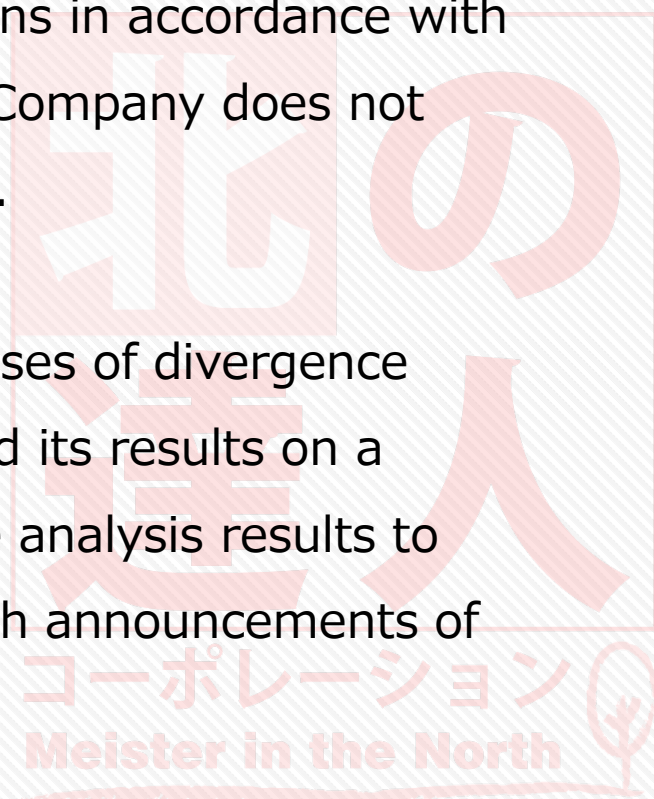 ns in accordance with
Company does not
.
ses of divergence
d its results on a
analysis results to
h announcements of
北の
達人
コーポレーション
Meister in the North